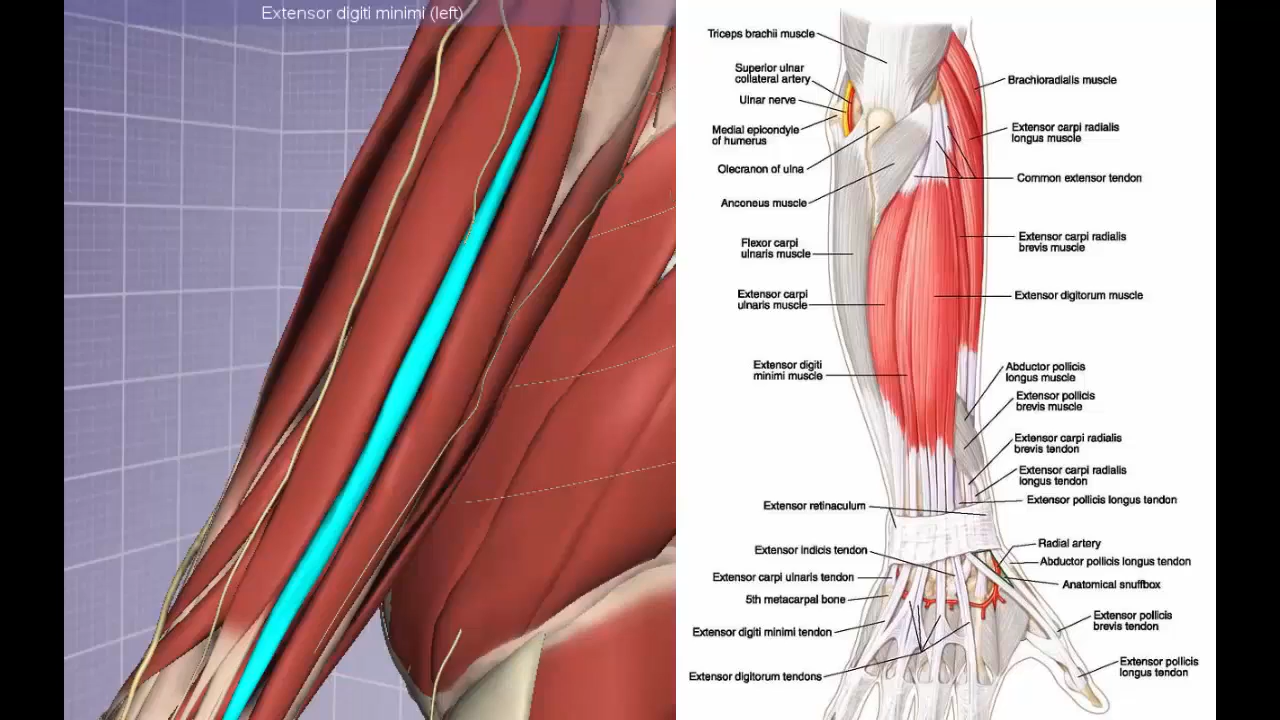 Extensor digiti minimi (left)
Triceps brachii muscle
Superior ulnar
collateral artery
Ulnar nerve
Medial epicondyle
of humerus
Olecranon of ulna
Anconeus muscle
Flexor carpi
ulnaris muscle
Extensor carpi
ulnaris muscle
Extensor digiti
minimi muscle
Extensor retinaculum
Extensor indicis tendon
Extensor carpi ulnaris tendon
5th metacarpal bone
Extensor digiti minimi tendon
Extensor digitorum tendons
Brachioradialis muscle
Extensor carpi radialis
longus muscle
Common extensor tendon
Extensor carpi radialis
brevis muscle
Extensor digitorum muscle
Abductor pollicis
longus muscle
Extensor pollicis
brevis muscle
Extensor carpi radialis
brevis tendon
Extensor carpi radialis
longus tendon
Extensor pollicis longus tendon
Radial artery
Abductor pollicis longus tendon
Anatomical snuffbox
Extensor pollicis
brevis tendon
Extensor pollicis
longus tendon